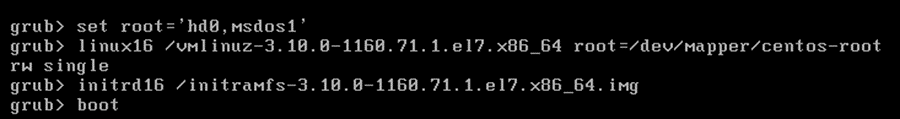 grub> set root='hd0,msdos1'
grub> linux16 /vmlinuz-3.10.0-1160.71.1.el7.x86_64 root=/dev/mapper/centos-root
rw single
grub> initrd16 /initramfs-3.10.0-1160.71.1.el7.x86_64.img
grub> boot